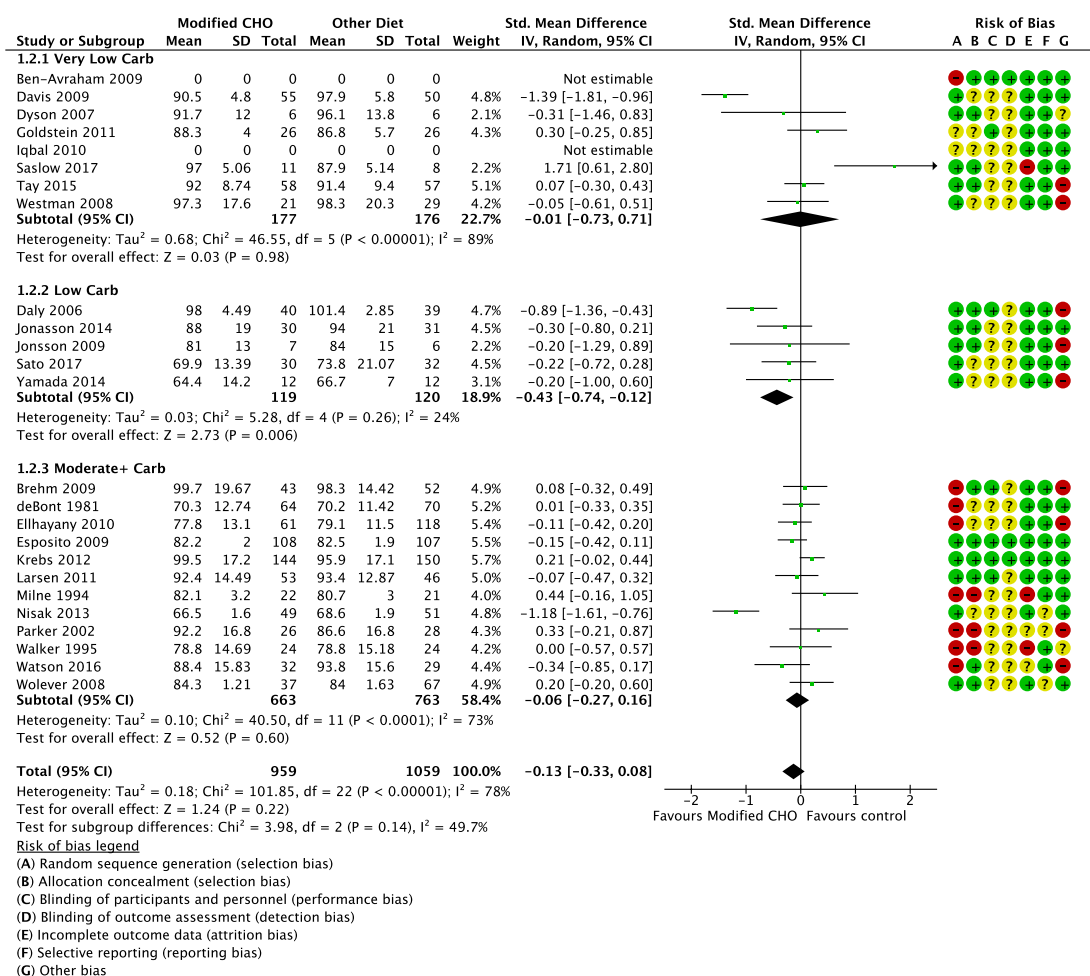 Modified CHO Other Diet Std. Mean Difference Std. Mean Difference Risk of Bias
Study or Subgroup Mean SD Total Mean SD Total Weight IV, Random, 95% CI IV, Random, 95% CI A B C D E F G
1.2.1 Very Low Carb
Ben-Avraham 2009 0 0 0 0 0 0 Not estimable - + + + + + +
Davis 2009 90.5 4.8 55 97.9 5.8 50 4.8% −1.39 [−1.81, −0.96] + ? ? ? + + +
Dyson 2007 91.7 12 6 96.1 13.8 6 2.1% −0.31 [−1.46, 0.83] + + ? ? + + ?
Goldstein 2011 88.3 4 26 86.8 5.7 26 4.3% 0.30 [−0.25, 0.85] ? ? + ? + + +
Iqbal 2010 0 0 0 0 0 0 Not estimable ? ? ? ? + + +
Saslow 2017 97 5.06 11 87.9 5.14 8 2.2% 1.71 [0.61, 2.80] + + ? ? - + +
Tay 2015 92 8.74 58 91.4 9.4 57 5.1% 0.07 [−0.30, 0.43] + + ? ? + + -
Westman 2008 97.3 17.6 21 98.3 20.3 29 4.2% −0.05 [−0.61, 0.51] + ? ? ? + + -
Subtotal (95% CI) 177 176 22.7% −0.01 [−0.73, 0.71]
Heterogeneity: Tau² = 0.68; Chi² = 46.55, df = 5 (P < 0.00001); I² = 89%
Test for overall effect: Z = 0.03 (P = 0.98)
1.2.2 Low Carb
Daly 2006 98 4.49 40 101.4 2.85 39 4.7% −0.89 [−1.36, −0.43] + + + ? + + -
Jonasson 2014 88 19 30 94 21 31 4.5% −0.30 [−0.80, 0.21] + + ? ? + + +
Jonsson 2009 81 13 7 84 15 6 2.2% −0.20 [−1.29, 0.89] + + ? ? + + -
Sato 2017 69.9 13.39 30 73.8 21.07 32 4.5% −0.22 [−0.72, 0.28] + ? ? ? + + +
Yamada 2014 64.4 14.2 12 66.7 7 12 3.1% −0.20 [−1.00, 0.60] + ? ? ? + + -
Subtotal (95% CI) 119 120 18.9% −0.43 [−0.74, −0.12]
Heterogeneity: Tau² = 0.03; Chi² = 5.28, df = 4 (P = 0.26); I² = 24%
Test for overall effect: Z = 2.73 (P = 0.006)
1.2.3 Moderate+ Carb
Brehm 2009 99.7 19.67 43 98.3 14.42 52 4.9% 0.08 [−0.32, 0.49] - + + ? + + -
deBont 1981 70.3 12.74 64 70.2 11.42 70 5.2% 0.01 [−0.33, 0.35] - ? ? ? + + +
Ellhayany 2010 77.8 13.1 61 79.1 11.5 118 5.4% −0.11 [−0.42, 0.20] - ? ? ? + + -
Esposito 2009 82.2 2 108 82.5 1.9 107 5.5% −0.15 [−0.42, 0.11] + + + + + + +
Krebs 2012 99.5 17.2 144 95.9 17.1 150 5.7% 0.21 [−0.02, 0.44] + + + + + + +
Larsen 2011 92.4 14.49 53 93.4 12.87 46 5.0% −0.07 [−0.47, 0.32] + + + ? + + +
Milne 1994 82.1 3.2 22 80.7 3 21 4.0% 0.44 [−0.16, 1.05] - - ? ? - + +
Nisak 2013 66.5 1.6 49 68.6 1.9 51 4.8% −1.18 [−1.61, −0.76] + ? ? ? + ? +
Parker 2002 92.2 16.8 26 86.6 16.8 28 4.3% 0.33 [−0.21, 0.87] - - ? ? ? ? -
Walker 1995 78.8 14.69 24 78.8 15.18 24 4.2% 0.00 [−0.57, 0.57] - - ? ? - + ?
Watson 2016 88.4 15.83 32 93.8 15.6 29 4.4% −0.34 [−0.85, 0.17] - + ? ? ? + -
Wolever 2008 84.3 1.21 37 84 1.63 67 4.9% 0.20 [−0.20, 0.60] + + ? ? + ? +
Subtotal (95% CI) 663 763 58.4% −0.06 [−0.27, 0.16]
Heterogeneity: Tau² = 0.10; Chi² = 40.50, df = 11 (P < 0.0001); I² = 73%
Test for overall effect: Z = 0.52 (P = 0.60)
Total (95% CI) 959 1059 100.0% −0.13 [−0.33, 0.08]
Heterogeneity: Tau² = 0.18; Chi² = 101.85, df = 22 (P < 0.00001); I² = 78%
Test for overall effect: Z = 1.24 (P = 0.22)
Test for subgroup differences: Chi² = 3.98, df = 2 (P = 0.14), I² = 49.7%
−2 −1 0 1 2
Favours Modified CHO Favours control
Risk of bias legend
(A) Random sequence generation (selection bias)
(B) Allocation concealment (selection bias)
(C) Blinding of participants and personnel (performance bias)
(D) Blinding of outcome assessment (detection bias)
(E) Incomplete outcome data (attrition bias)
(F) Selective reporting (reporting bias)
(G) Other bias